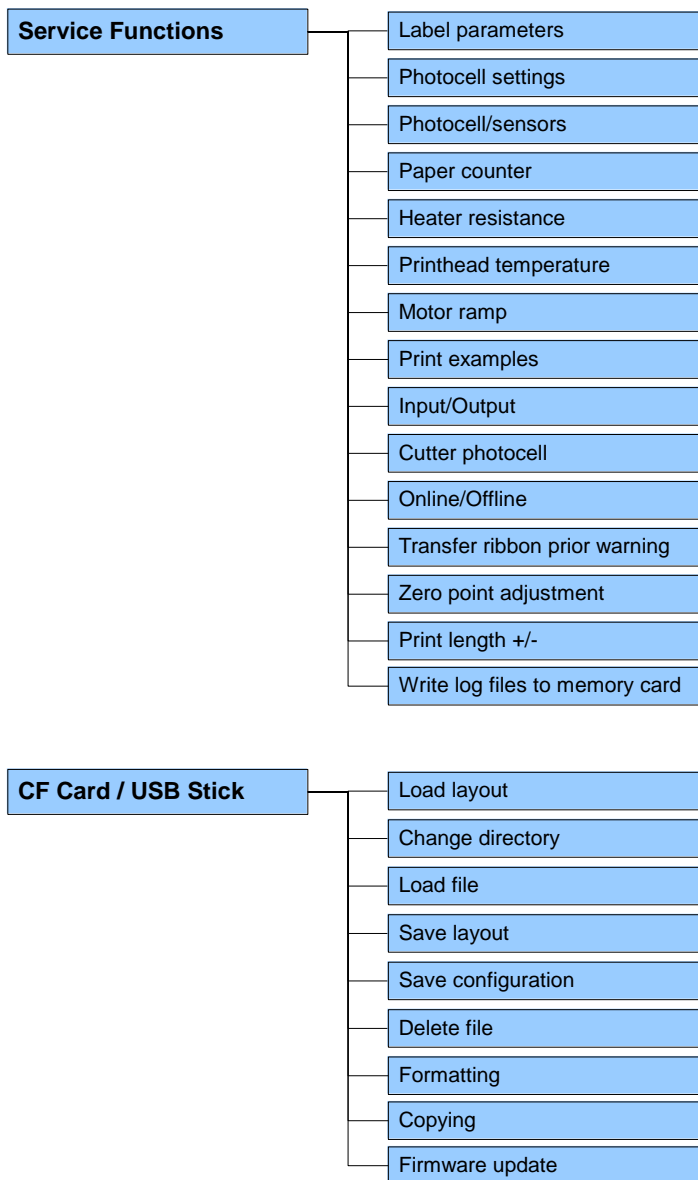 Service Functions
Label parameters
Photocell settings
Photocell/sensors
Paper counter
Heater resistance
Printhead temperature
Motor ramp
Print examples
Input/Output
Cutter photocell
Online/Offline
Transfer ribbon prior warning
Zero point adjustment
Print length +/-
Write log files to memory card
CF Card / USB Stick
Load layout
Change directory
Load file
Save layout
Save configuration
Delete file
Formatting
Copying
Firmware update